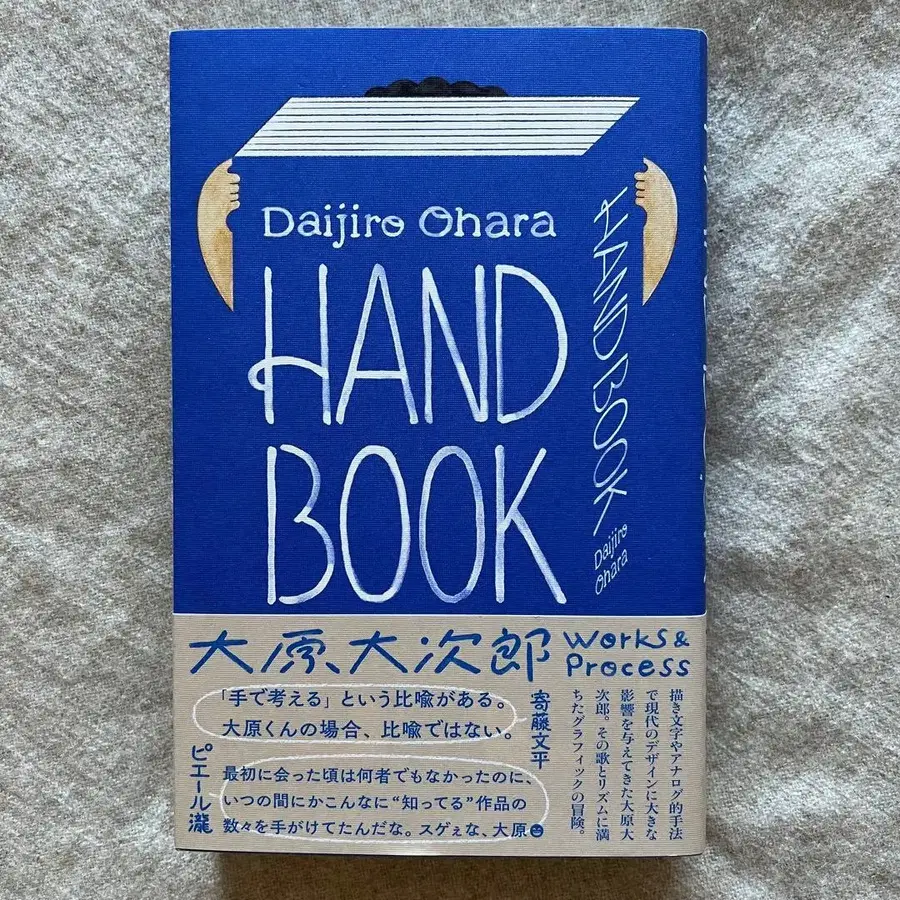 Daijiro Ohara
HAND
BOOK
HAND BOOK
Daijiro
Ohara
大原大次郎
Works &
Process
「手で考える」という比喩がある。
大原くんの場合、比喩ではない。
寄藤文平
ピエール瀧
最初に会った頃は何者でもなかったのに、
いつの間にかこんなに“知ってる”作品の
数々を手がけてたんだな。スゲぇな、大原
描き文字やアナログ的手法
で現代のデザインに大きな
影響を与えてきた大原大
次郎。その歌とリズムに満
ちたグラフィックの冒険。